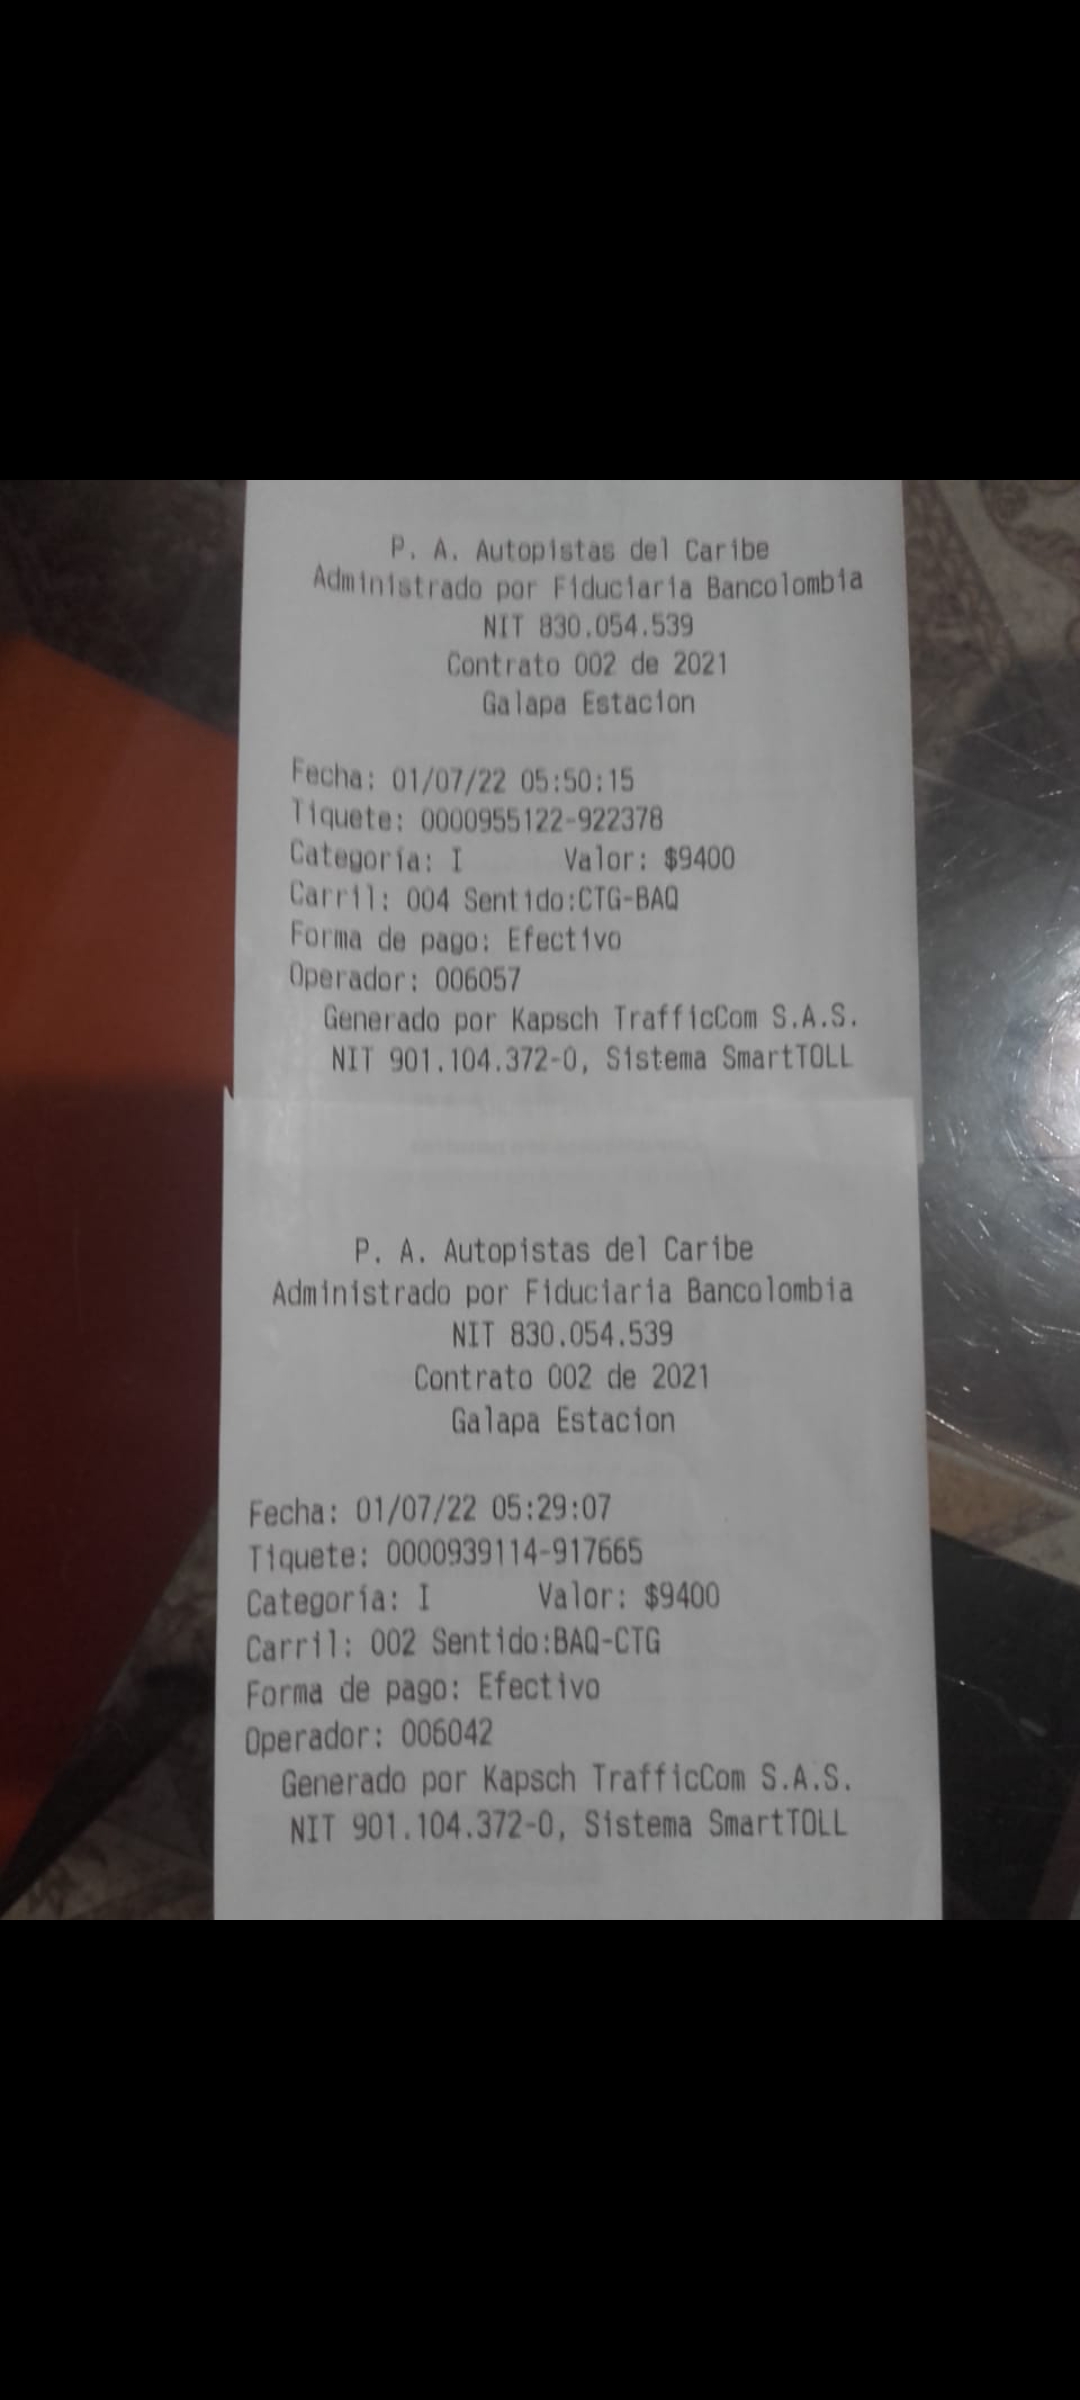 P. A. Autopistas del Caribe
Administrado por Fiduciaria Bancolombia
NIT 830.054.539
Contrato 002 de 2021
Galapa Estacion
Fecha: 01/07/22 05:50:15
Tiquete: 0000955122-922378
Categoría: I Valor: $9400
Carril: 004 Sentido:CTG-BAQ
Forma de pago: Efectivo
Operador: 006057
Generado por Kapsch TrafficCom S.A.S.
NIT 901.104.372-0, Sistema SmartTOLL
P. A. Autopistas del Caribe
Administrado por Fiduciaria Bancolombia
NIT 830.054.539
Contrato 002 de 2021
Galapa Estacion
Fecha: 01/07/22 05:29:07
Tiquete: 0000939114-917665
Categoría: I Valor: $9400
Carril: 002 Sentido:BAQ-CTG
Forma de pago: Efectivo
Operador: 006042
Generado por Kapsch TrafficCom S.A.S.
NIT 901.104.372-0, Sistema SmartTOLL